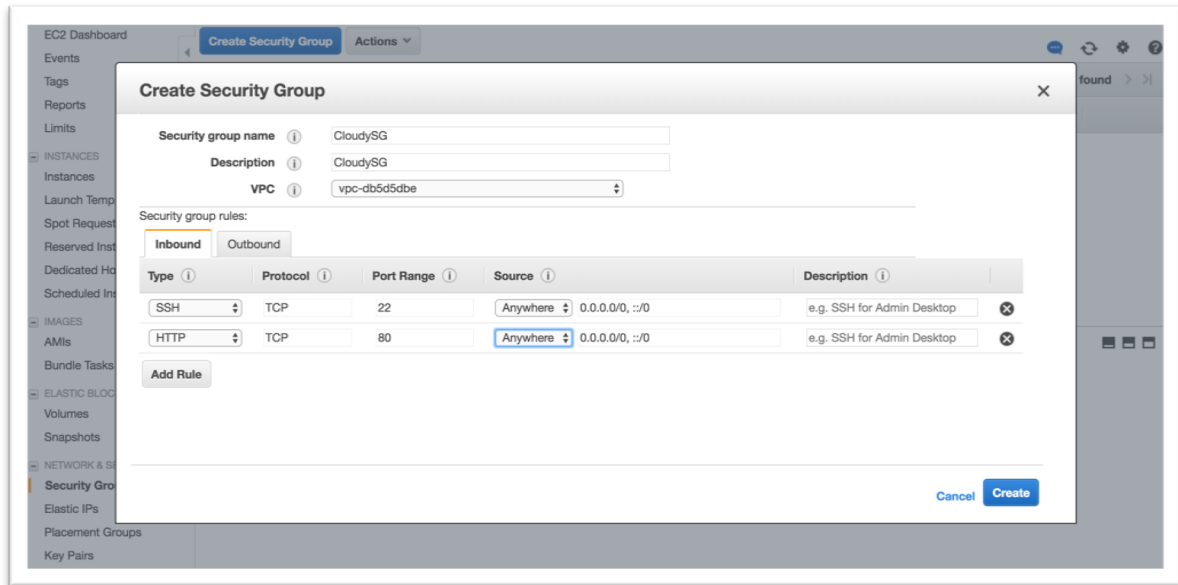 EC2 Dashboard
Events
Tags
Reports
Limits
INSTANCES
Instances
Launch Temp
Spot Request
Reserved Inst
Dedicated Ho
Scheduled Ins
IMAGES
AMIs
Bundle Tasks
ELASTIC BLOC
Volumes
Snapshots
NETWORK & SE
Security Gro
Elastic IPs
Placement Groups
Key Pairs
Create Security Group Actions
found
Create Security Group
Security group name CloudySG
Description CloudySG
VPC vpc-db5d5dbe
Security group rules:
Inbound Outbound
Type Protocol Port Range Source Description
SSH TCP 22 Anywhere 0.0.0.0/0, ::/0 e.g. SSH for Admin Desktop
HTTP TCP 80 Anywhere 0.0.0.0/0, ::/0 e.g. SSH for Admin Desktop
Add Rule
Cancel Create